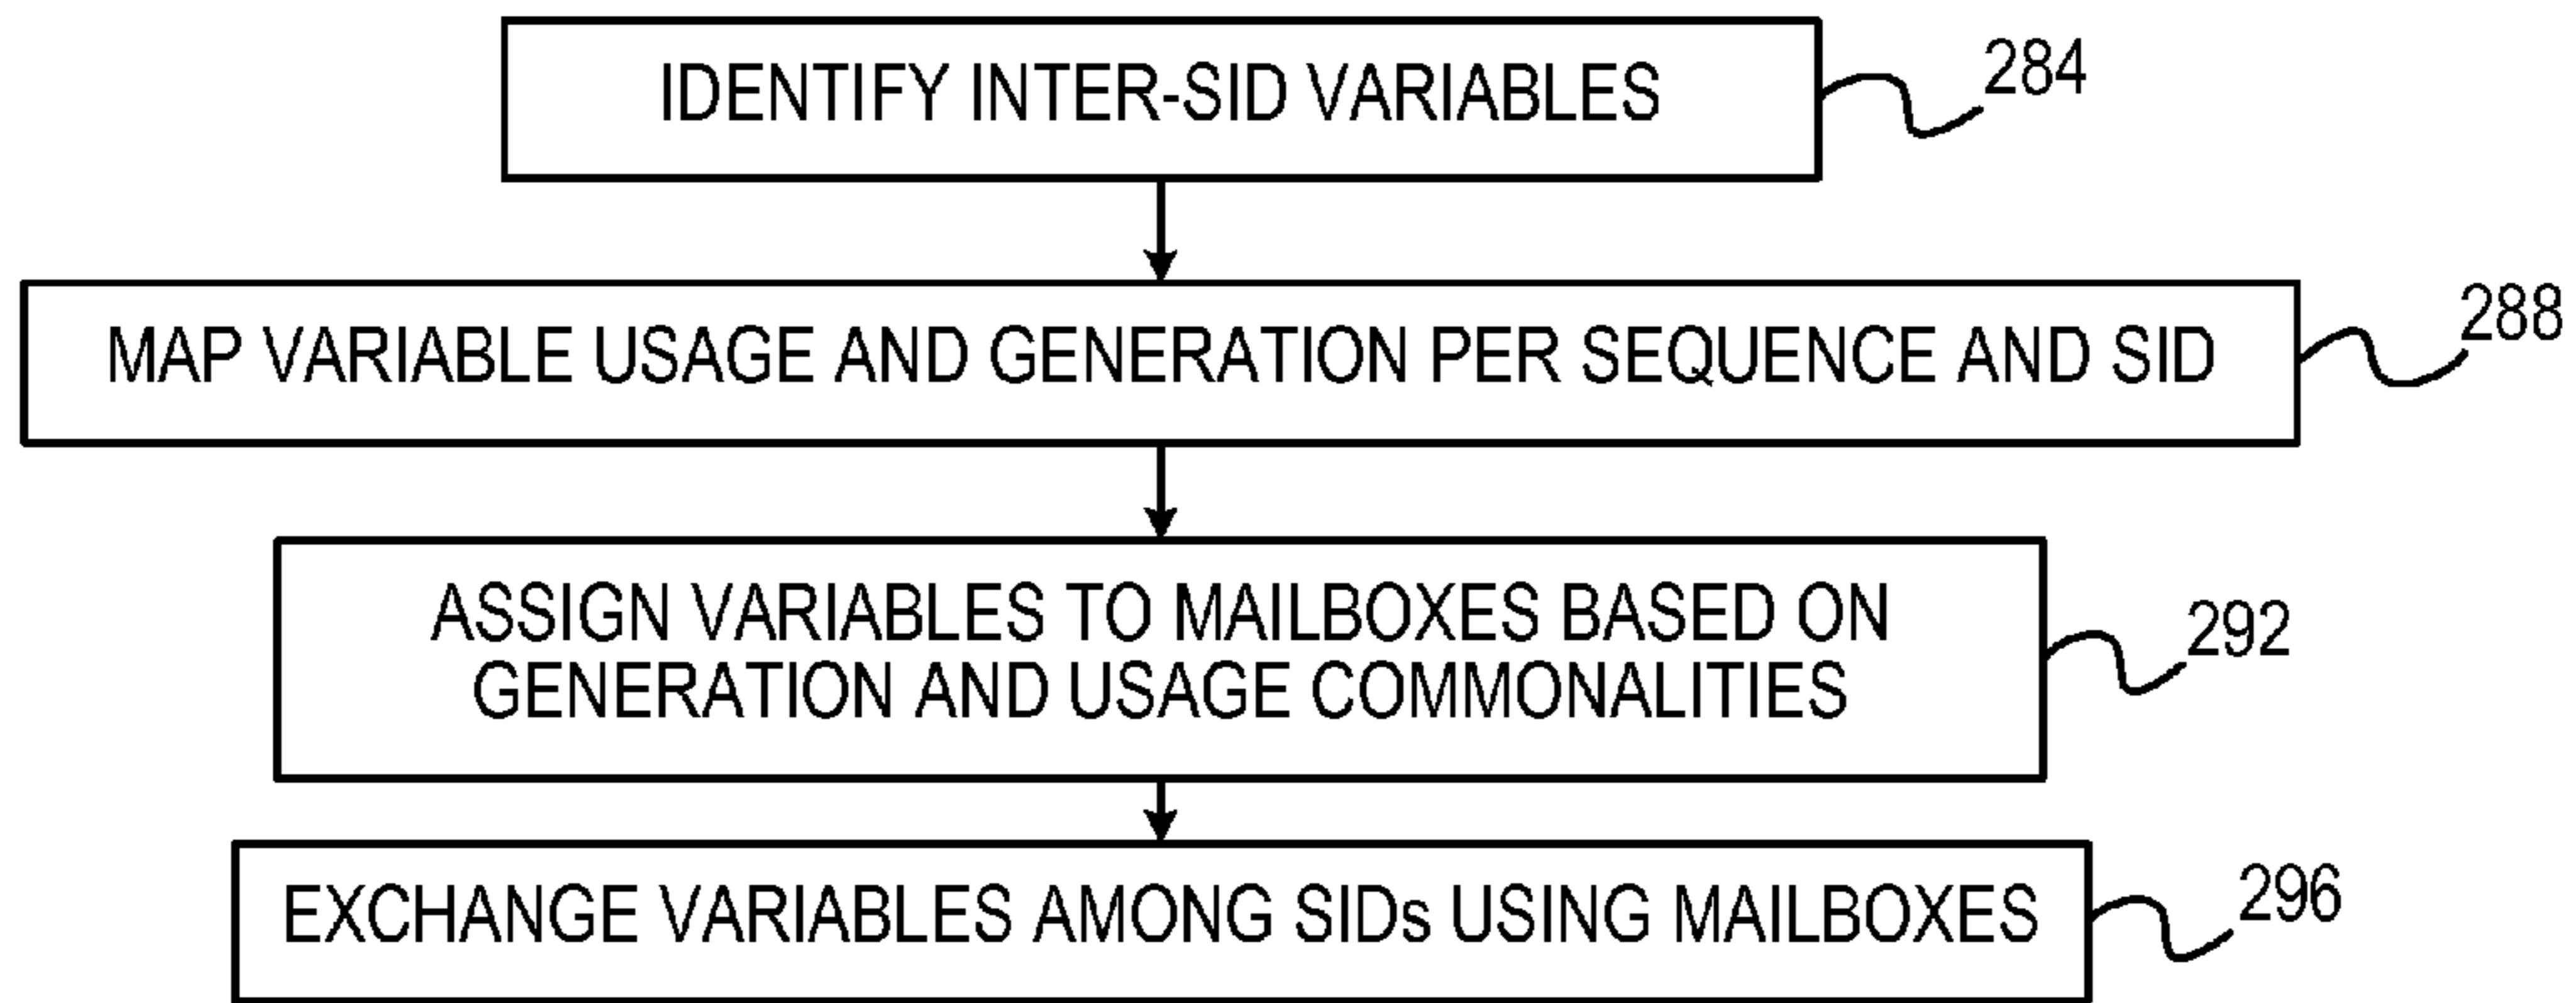 IDENTIFY INTER-SID VARIABLES
284
MAP VARIABLE USAGE AND GENERATION PER SEQUENCE AND SID
288
ASSIGN VARIABLES TO MAILBOXES BASED ON
GENERATION AND USAGE COMMONALITIES
292
EXCHANGE VARIABLES AMONG SIDs USING MAILBOXES
296